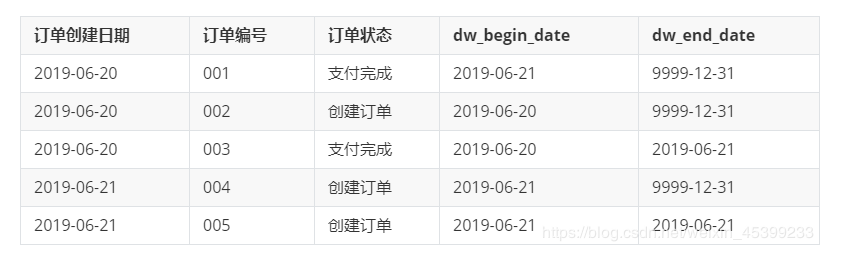 订单创建日期 订单编号 订单状态 dw_begin_date dw_end_date
2019-06-20 001 支付完成 2019-06-21 9999-12-31
2019-06-20 002 创建订单 2019-06-20 9999-12-31
2019-06-20 003 支付完成 2019-06-20 2019-06-21
2019-06-21 004 创建订单 2019-06-21 9999-12-31
2019-06-21 005 创建订单 2019-06-21 2019-06-21
https://blog.csdn.net/weixin_45399233